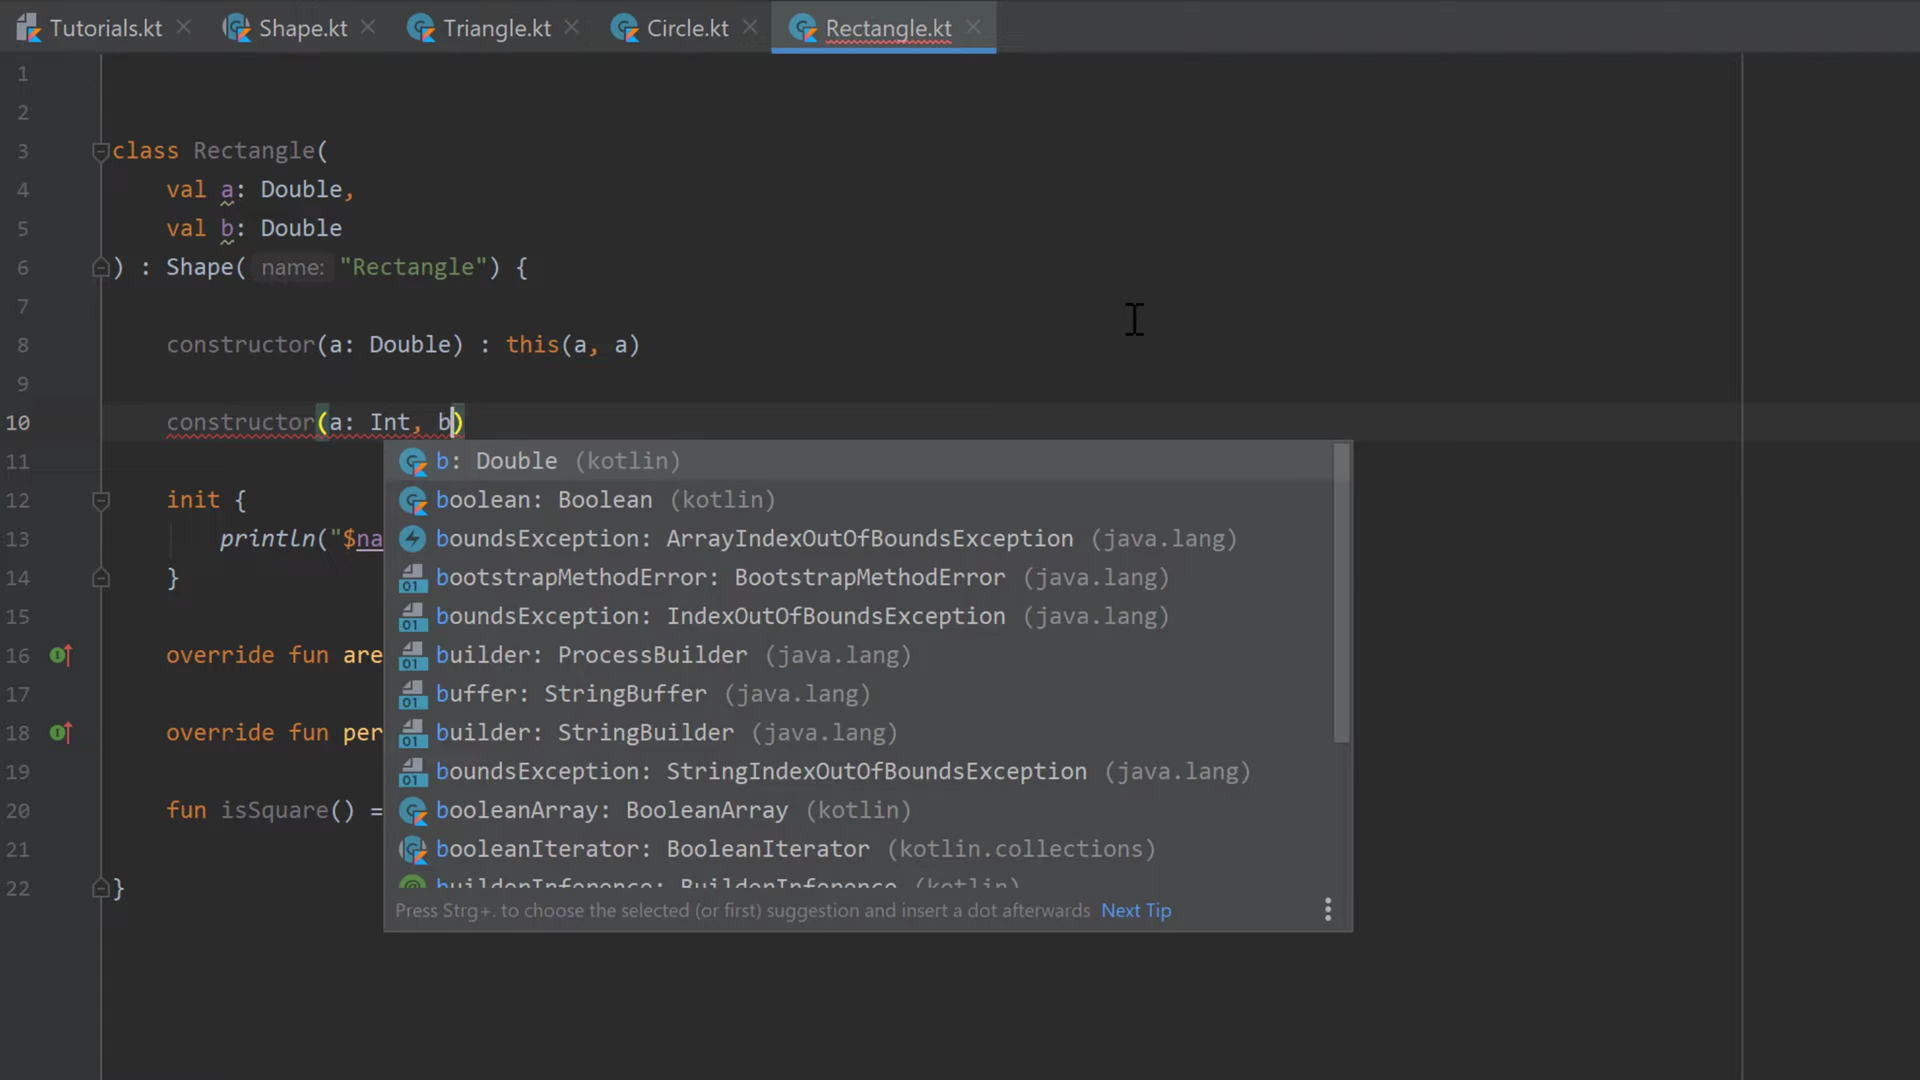 Tutorials.kt Shape.kt Triangle.kt Circle.kt Rectangle.kt
1
2
3 class Rectangle(
4 val a: Double,
5 val b: Double
6 ) : Shape( name: "Rectangle") {
7
8 constructor(a: Double) : this(a, a)
9
10 constructor(a: Int, b)
11 b: Double (kotlin)
12 init { boolean: Boolean (kotlin)
13 println("$na boundsException: ArrayIndexOutOfBoundsException (java.lang)
14 } bootstrapMethodError: BootstrapMethodError (java.lang)
15 boundsException: IndexOutOfBoundsException (java.lang)
16 override fun are builder: ProcessBuilder (java.lang)
17 buffer: StringBuffer (java.lang)
18 override fun per builder: StringBuilder (java.lang)
19 boundsException: StringIndexOutOfBoundsException (java.lang)
20 fun isSquare() = booleanArray: BooleanArray (kotlin)
21 booleanIterator: BooleanIterator (kotlin.collections)
22 } builderInference: BuilderInference (kotlin)
Press Strg+. to choose the selected (or first) suggestion and insert a dot afterwards Next Tip